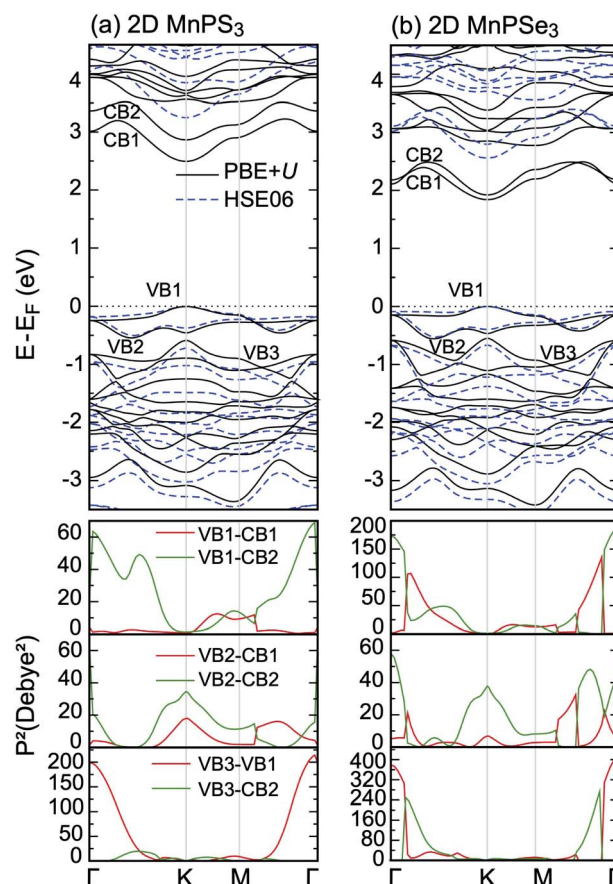 (a) 2D MnPS₃
(b) 2D MnPSe₃
E-E_F (eV)
4
3
2
1
0
-1
-2
-3
CB2
CB1
PBE+U
HSE06
VB1
VB2
VB3
4
3
2
1
0
-1
-2
-3
CB2
CB1
VB1
VB2
VB3
P²(Debye²)
60
40
20
0
VB1-CB1
VB1-CB2
60
40
20
0
VB2-CB1
VB2-CB2
200
150
100
50
0
VB3-VB1
VB3-CB2
200
150
100
50
0
60
40
20
0
400
320
240
160
80
0
Γ K M Γ
Γ K M Γ